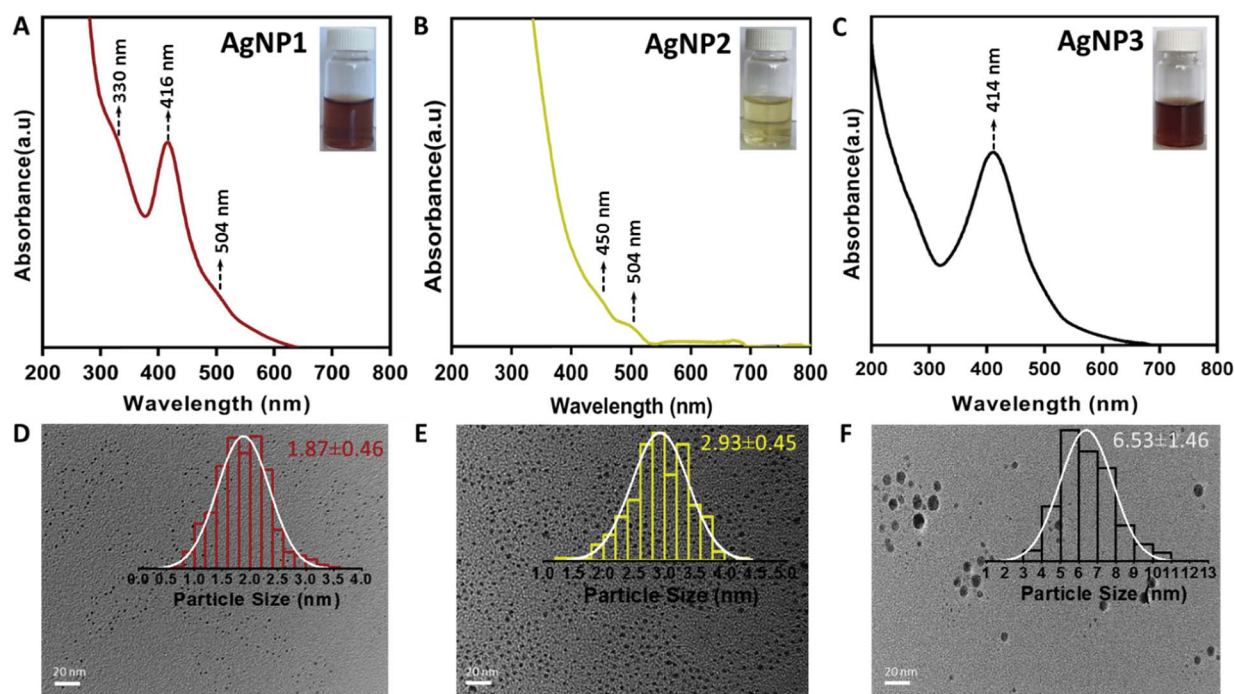 A
AgNP1
330 nm
416 nm
504 nm
Absorbance(a.u)
200 300 400 500 600 700 800
Wavelength (nm)
B
AgNP2
450 nm
504 nm
Absorbance(a.u)
200 300 400 500 600 700 800
Wavelength (nm)
C
AgNP3
414 nm
Absorbance(a.u)
200 300 400 500 600 700 800
Wavelength (nm)
D
1.87±0.46
0.0 0.5 1.0 1.5 2.0 2.5 3.0 3.5 4.0
Particle Size (nm)
20 nm
E
2.93±0.45
1.0 1.5 2.0 2.5 3.0 3.5 4.0 4.5 5.0
Particle Size (nm)
20 nm
F
6.53±1.46
1 2 3 4 5 6 7 8 9 10 11 12 13
Particle Size (nm)
20 nm